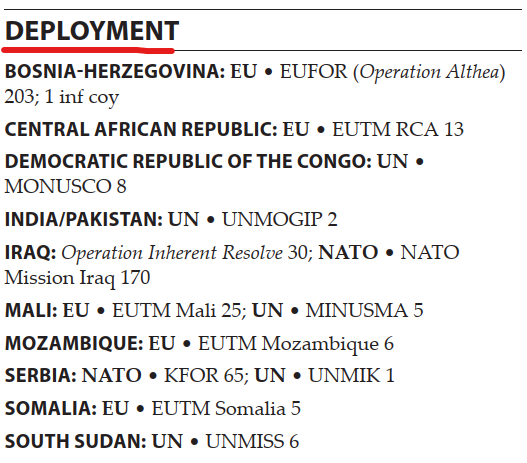 DEPLOYMENT
BOSNIA-HERZEGOVINA: EU • EUFOR (Operation Althea)
203; 1 inf coy
CENTRAL AFRICAN REPUBLIC: EU • EUTM RCA 13
DEMOCRATIC REPUBLIC OF THE CONGO: UN •
MONUSCO 8
INDIA/PAKISTAN: UN • UNMOGIP 2
IRAQ: Operation Inherent Resolve 30; NATO • NATO
Mission Iraq 170
MALI: EU • EUTM Mali 25; UN • MINUSMA 5
MOZAMBIQUE: EU • EUTM Mozambique 6
SERBIA: NATO • KFOR 65; UN • UNMIK 1
SOMALIA: EU • EUTM Somalia 5
SOUTH SUDAN: UN • UNMISS 6